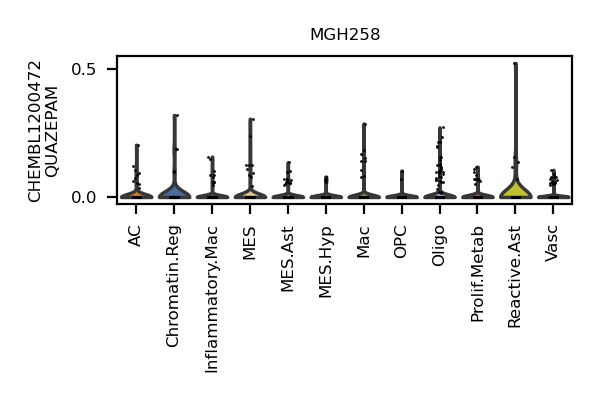 MGH258
CHEMBL1200472
QUAZEPAM
0.5
0.0
AC
Chromatin.Reg
Inflammatory.Mac
MES
MES.Ast
MES.Hyp
Mac
OPC
Oligo
Prolif.Metab
Reactive.Ast
Vasc